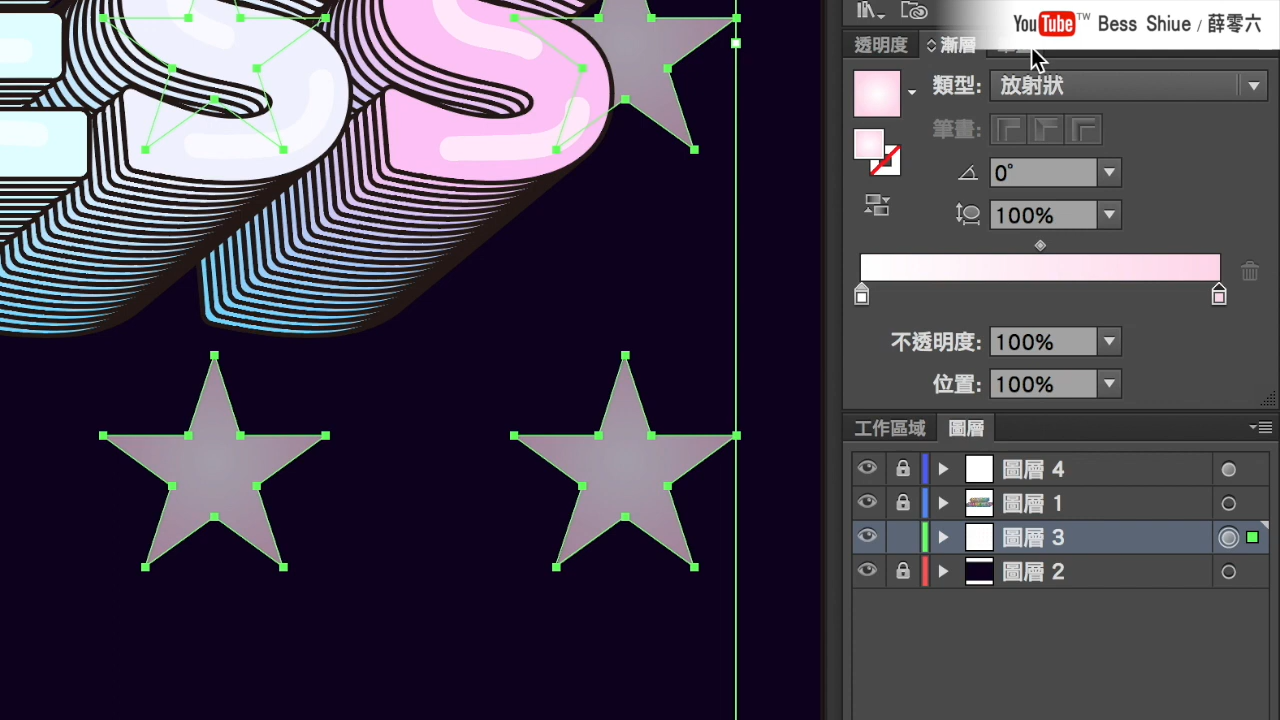 YouTube TW Bess Shiue / 薛零六
透明度 漸層
類型: 放射狀
筆畫:
0°
100%
不透明度: 100%
位置: 100%
工作區域 圖層
圖層 4
圖層 1
圖層 3
圖層 2